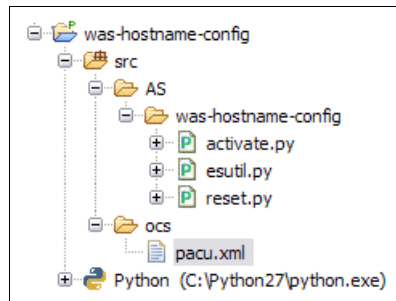 was-hostname-config
src
AS
was-hostname-config
activate.py
esutil.py
reset.py
ocs
pacu.xml
Python (C:\Python27\python.exe)